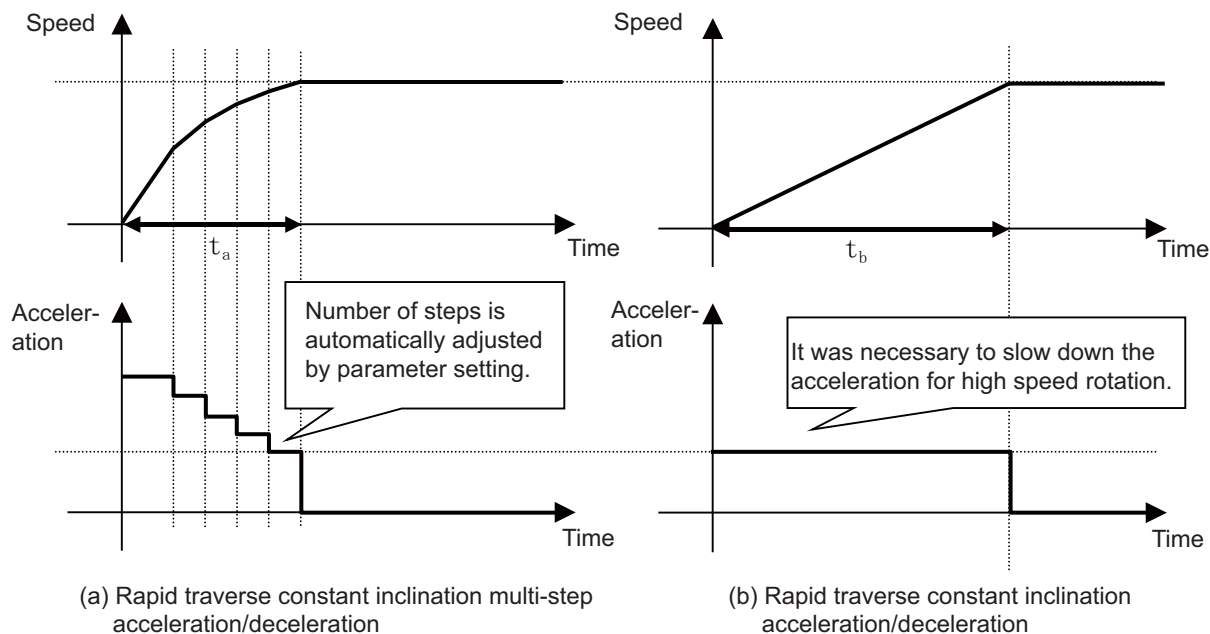 Speed
t_a
Time
Acceler-
ation
Number of steps is
automatically adjusted
by parameter setting.
Time
(a) Rapid traverse constant inclination multi-step
acceleration/deceleration
Speed
t_b
Time
Acceler-
ation
It was necessary to slow down the
acceleration for high speed rotation.
Time
(b) Rapid traverse constant inclination
acceleration/deceleration